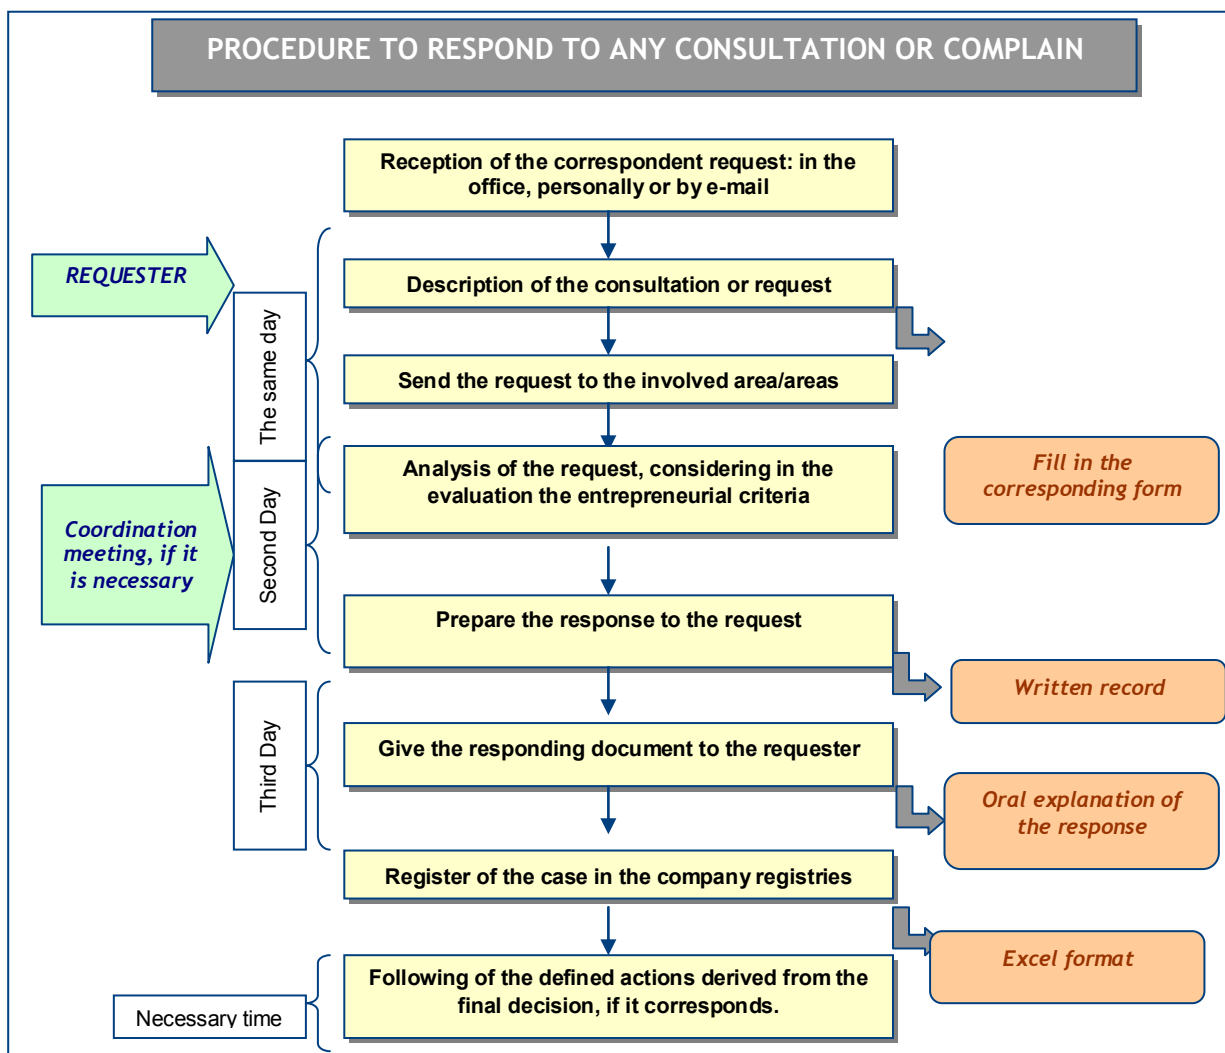 PROCEDURE TO RESPOND TO ANY CONSULTATION OR COMPLAIN
Reception of the correspondent request: in the
office, personally or by e-mail
REQUESTER
Description of the consultation or request
The same day
Send the request to the involved area/areas
Analysis of the request, considering in the
evaluation the entrepreneurial criteria
Fill in the
corresponding form
Coordination
meeting, if it
is necessary
Second Day
Prepare the response to the request
Written record
Third Day
Give the responding document to the requester
Oral explanation of
the response
Register of the case in the company registries
Excel format
Following of the defined actions derived from the
final decision, if it corresponds.
Necessary time